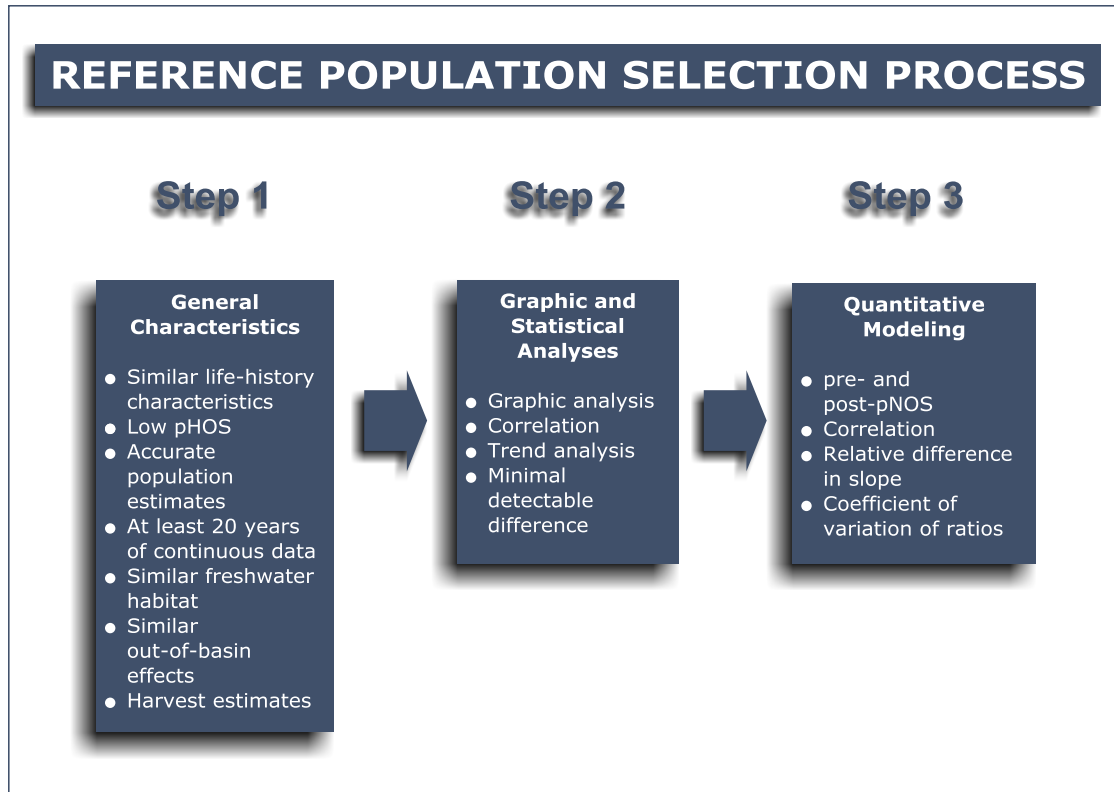 REFERENCE POPULATION SELECTION PROCESS
Step 1
General
Characteristics
● Similar life-history
characteristics
● Low pHOS
● Accurate
population
estimates
● At least 20 years
of continuous data
● Similar freshwater
habitat
● Similar
out-of-basin
effects
● Harvest estimates
Step 2
Graphic and
Statistical
Analyses
● Graphic analysis
● Correlation
● Trend analysis
● Minimal
detectable
difference
Step 3
Quantitative
Modeling
● pre- and
post-pNOS
● Correlation
● Relative difference
in slope
● Coefficient of
variation of ratios